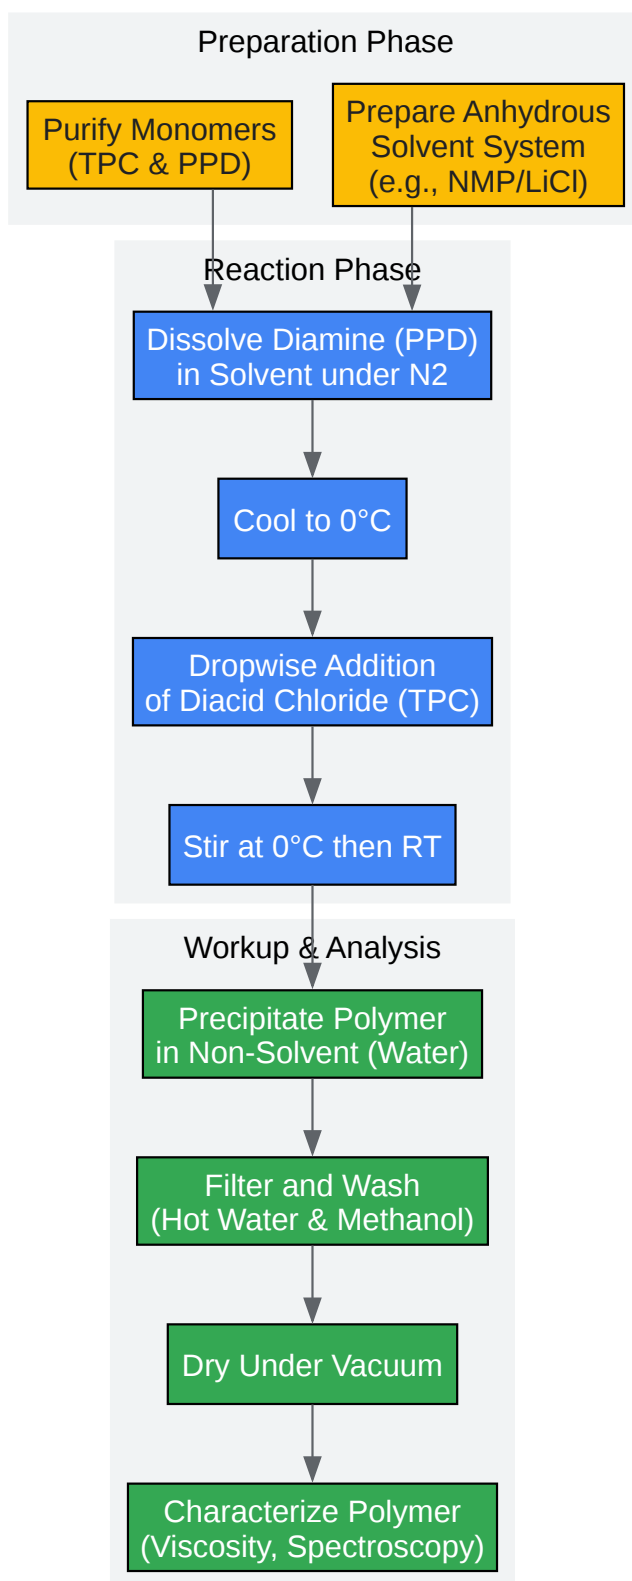 Preparation Phase
Purify Monomers
(TPC & PPD)
Prepare Anhydrous
Solvent System
(e.g., NMP/LiCl)
Reaction Phase
Dissolve Diamine (PPD)
in Solvent under N2
Cool to 0°C
Dropwise Addition
of Diacid Chloride (TPC)
Stir at 0°C then RT
Workup & Analysis
Precipitate Polymer
in Non-Solvent (Water)
Filter and Wash
(Hot Water & Methanol)
Dry Under Vacuum
Characterize Polymer
(Viscosity, Spectroscopy)